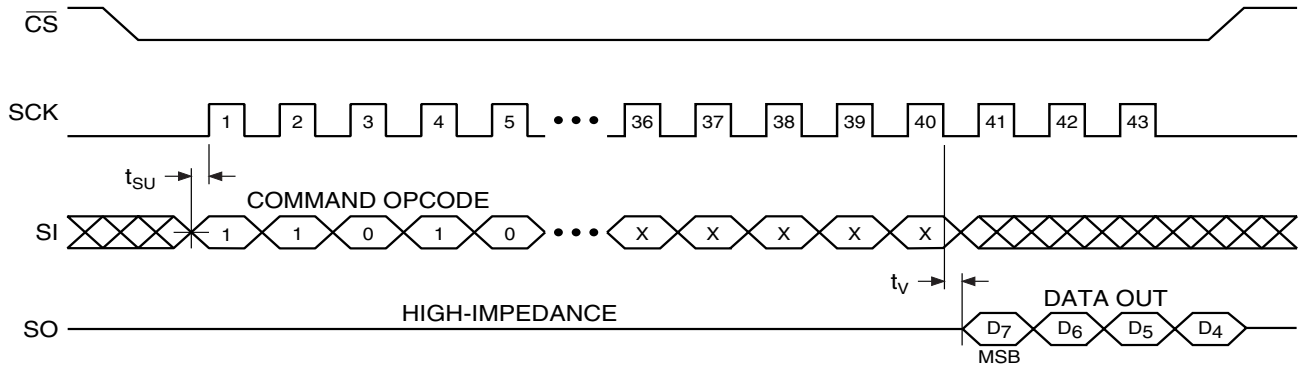 CS
SCK 1 2 3 4 5 ••• 36 37 38 39 40 41 42 43
tSU
COMMAND OPCODE
SI 1 1 0 1 0 ••• X X X X X
tV
DATA OUT
HIGH-IMPEDANCE
SO D7 D6 D5 D4
MSB